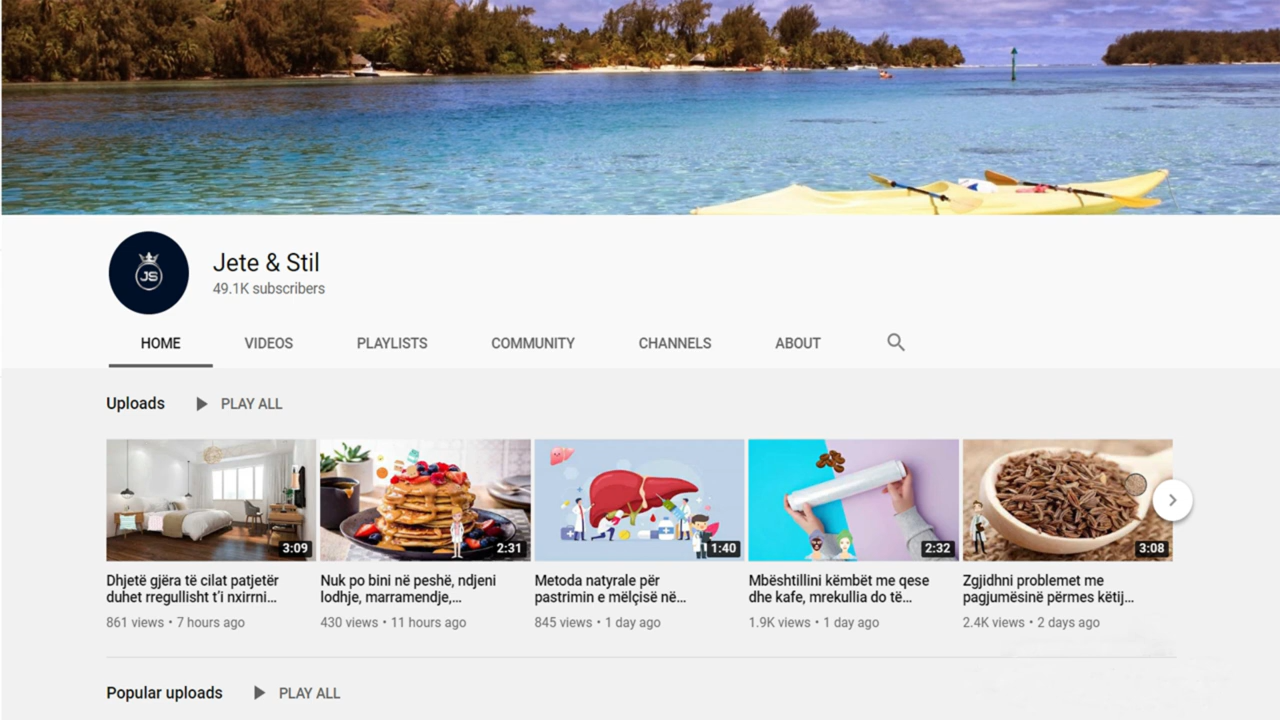 JS
Jete & Stil
49.1K subscribers
HOME VIDEOS PLAYLISTS COMMUNITY CHANNELS ABOUT
Uploads PLAY ALL
3:09 2:31 1:40 2:32 3:08
Dhjetë gjëra të cilat patjetër
duhet rregullisht t'i nxirrni...
861 views • 7 hours ago
Nuk po bini në peshë, ndjeni
lodhje, marramendje,...
430 views • 11 hours ago
Metoda natyrale për
pastrimin e mëlçisë në...
845 views • 1 day ago
Mbështillini këmbët me qese
dhe kafe, mrekullia do të...
1.9K views • 1 day ago
Zgjidhni problemet me
pagjumësinë përmes këtij...
2.4K views • 2 days ago
Popular uploads PLAY ALL